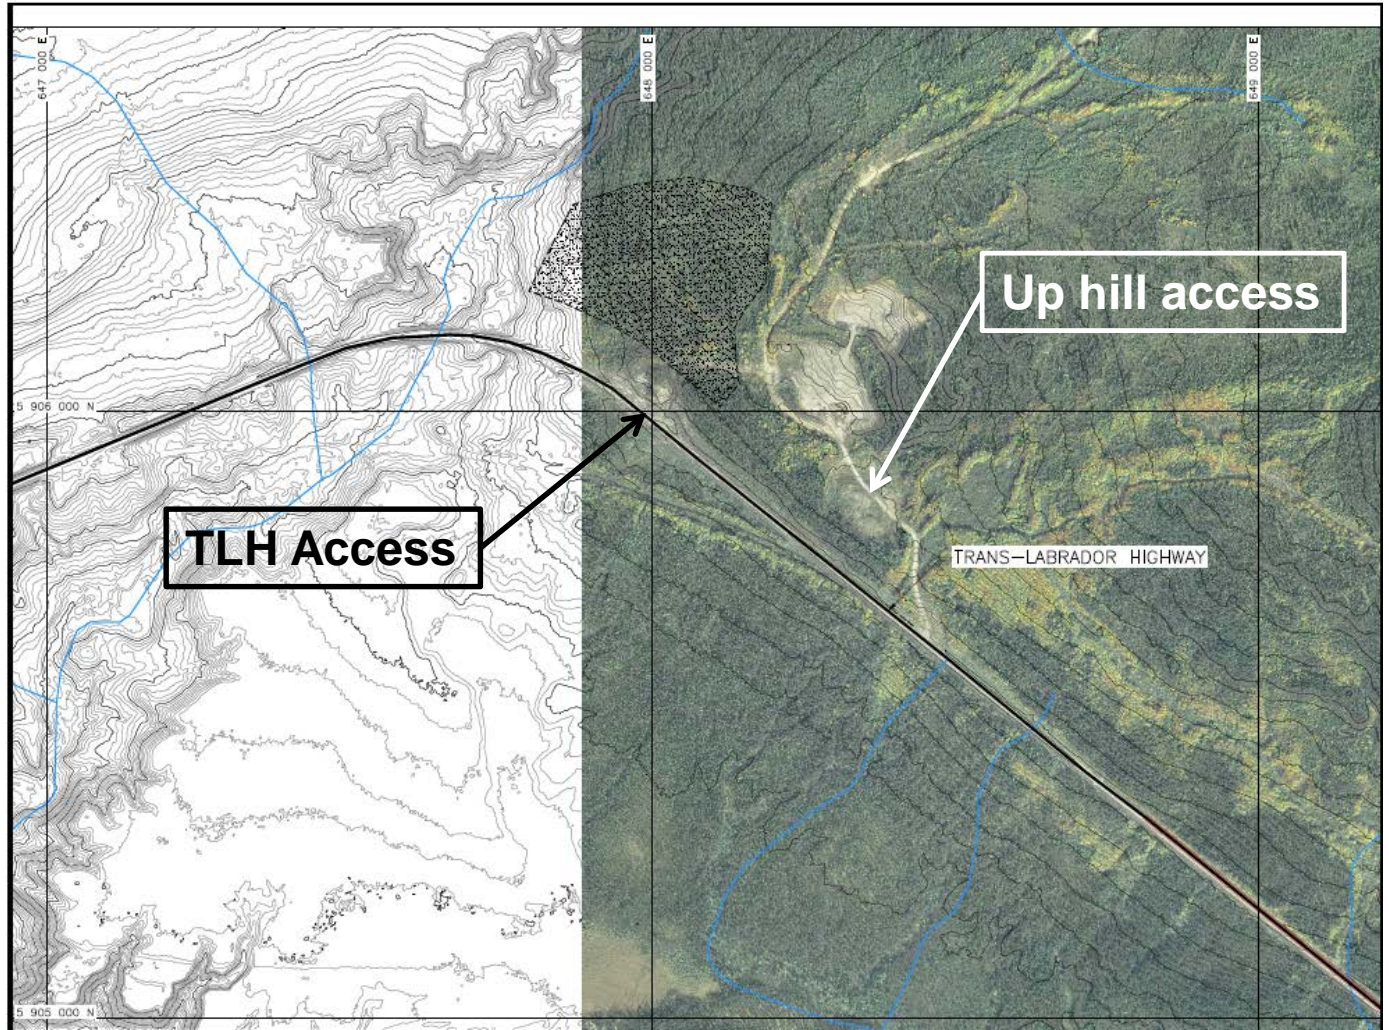 647 000 E
648 000 E
649 000 E
Up hill access
5 906 000 N
TLH Access
TRANS-LABRADOR HIGHWAY
5 905 000 N